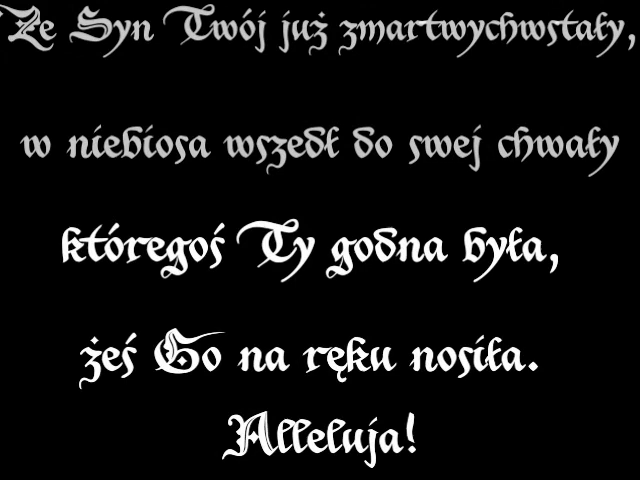 Że Syn Twój już zmartwychwstały,
w niebiosa wszedł do swej chwały
któregoś Ty godna była,
żeś Go na ręku nosiła.
Alleluja!